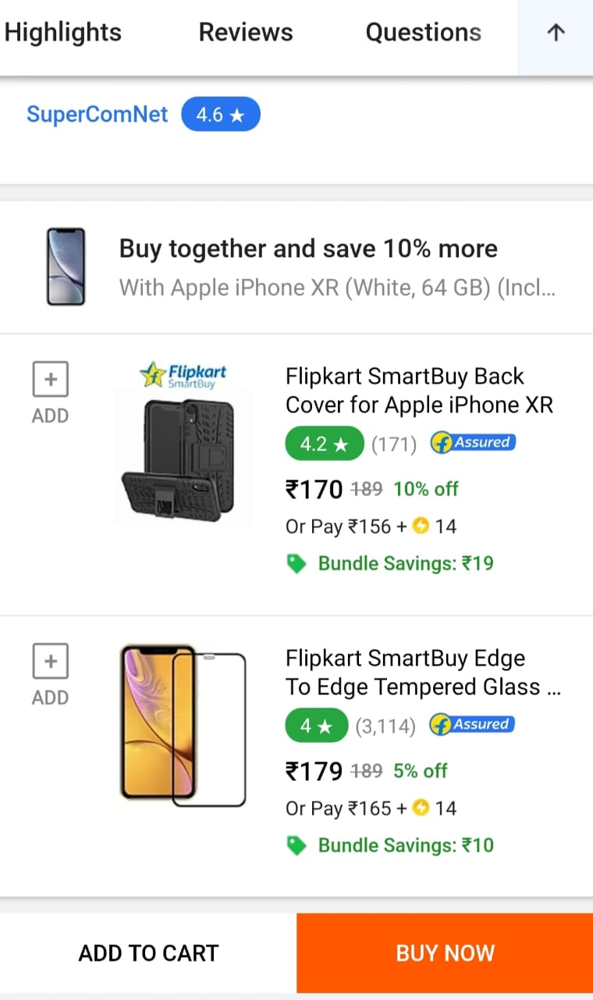 Highlights Reviews Questions
SuperComNet 4.6 ★
Buy together and save 10% more
With Apple iPhone XR (White, 64 GB) (Incl...
ADD
Flipkart
SmartBuy
Flipkart SmartBuy Back
Cover for Apple iPhone XR
4.2 ★ (171) Assured
₹170 189 10% off
Or Pay ₹156 + 14
Bundle Savings: ₹19
ADD
Flipkart SmartBuy Edge
To Edge Tempered Glass ...
4 ★ (3,114) Assured
₹179 189 5% off
Or Pay ₹165 + 14
Bundle Savings: ₹10
ADD TO CART BUY NOW